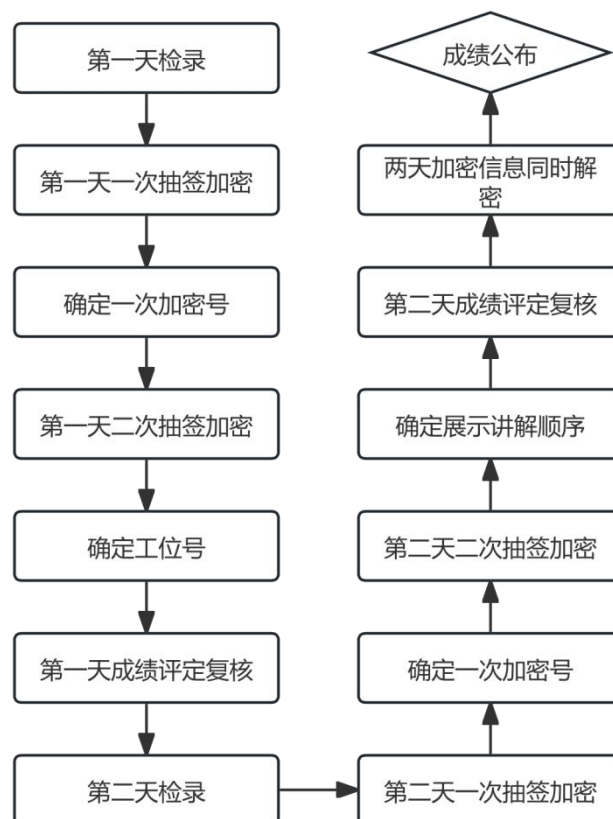 第一天检录
第一天一次抽签加密
确定一次加密号
第一天二次抽签加密
确定工位号
第一天成绩评定复核
第二天检录
第二天一次抽签加密
确定一次加密号
第二天二次抽签加密
确定展示讲解顺序
第二天成绩评定复核
两天加密信息同时解
密
成绩公布